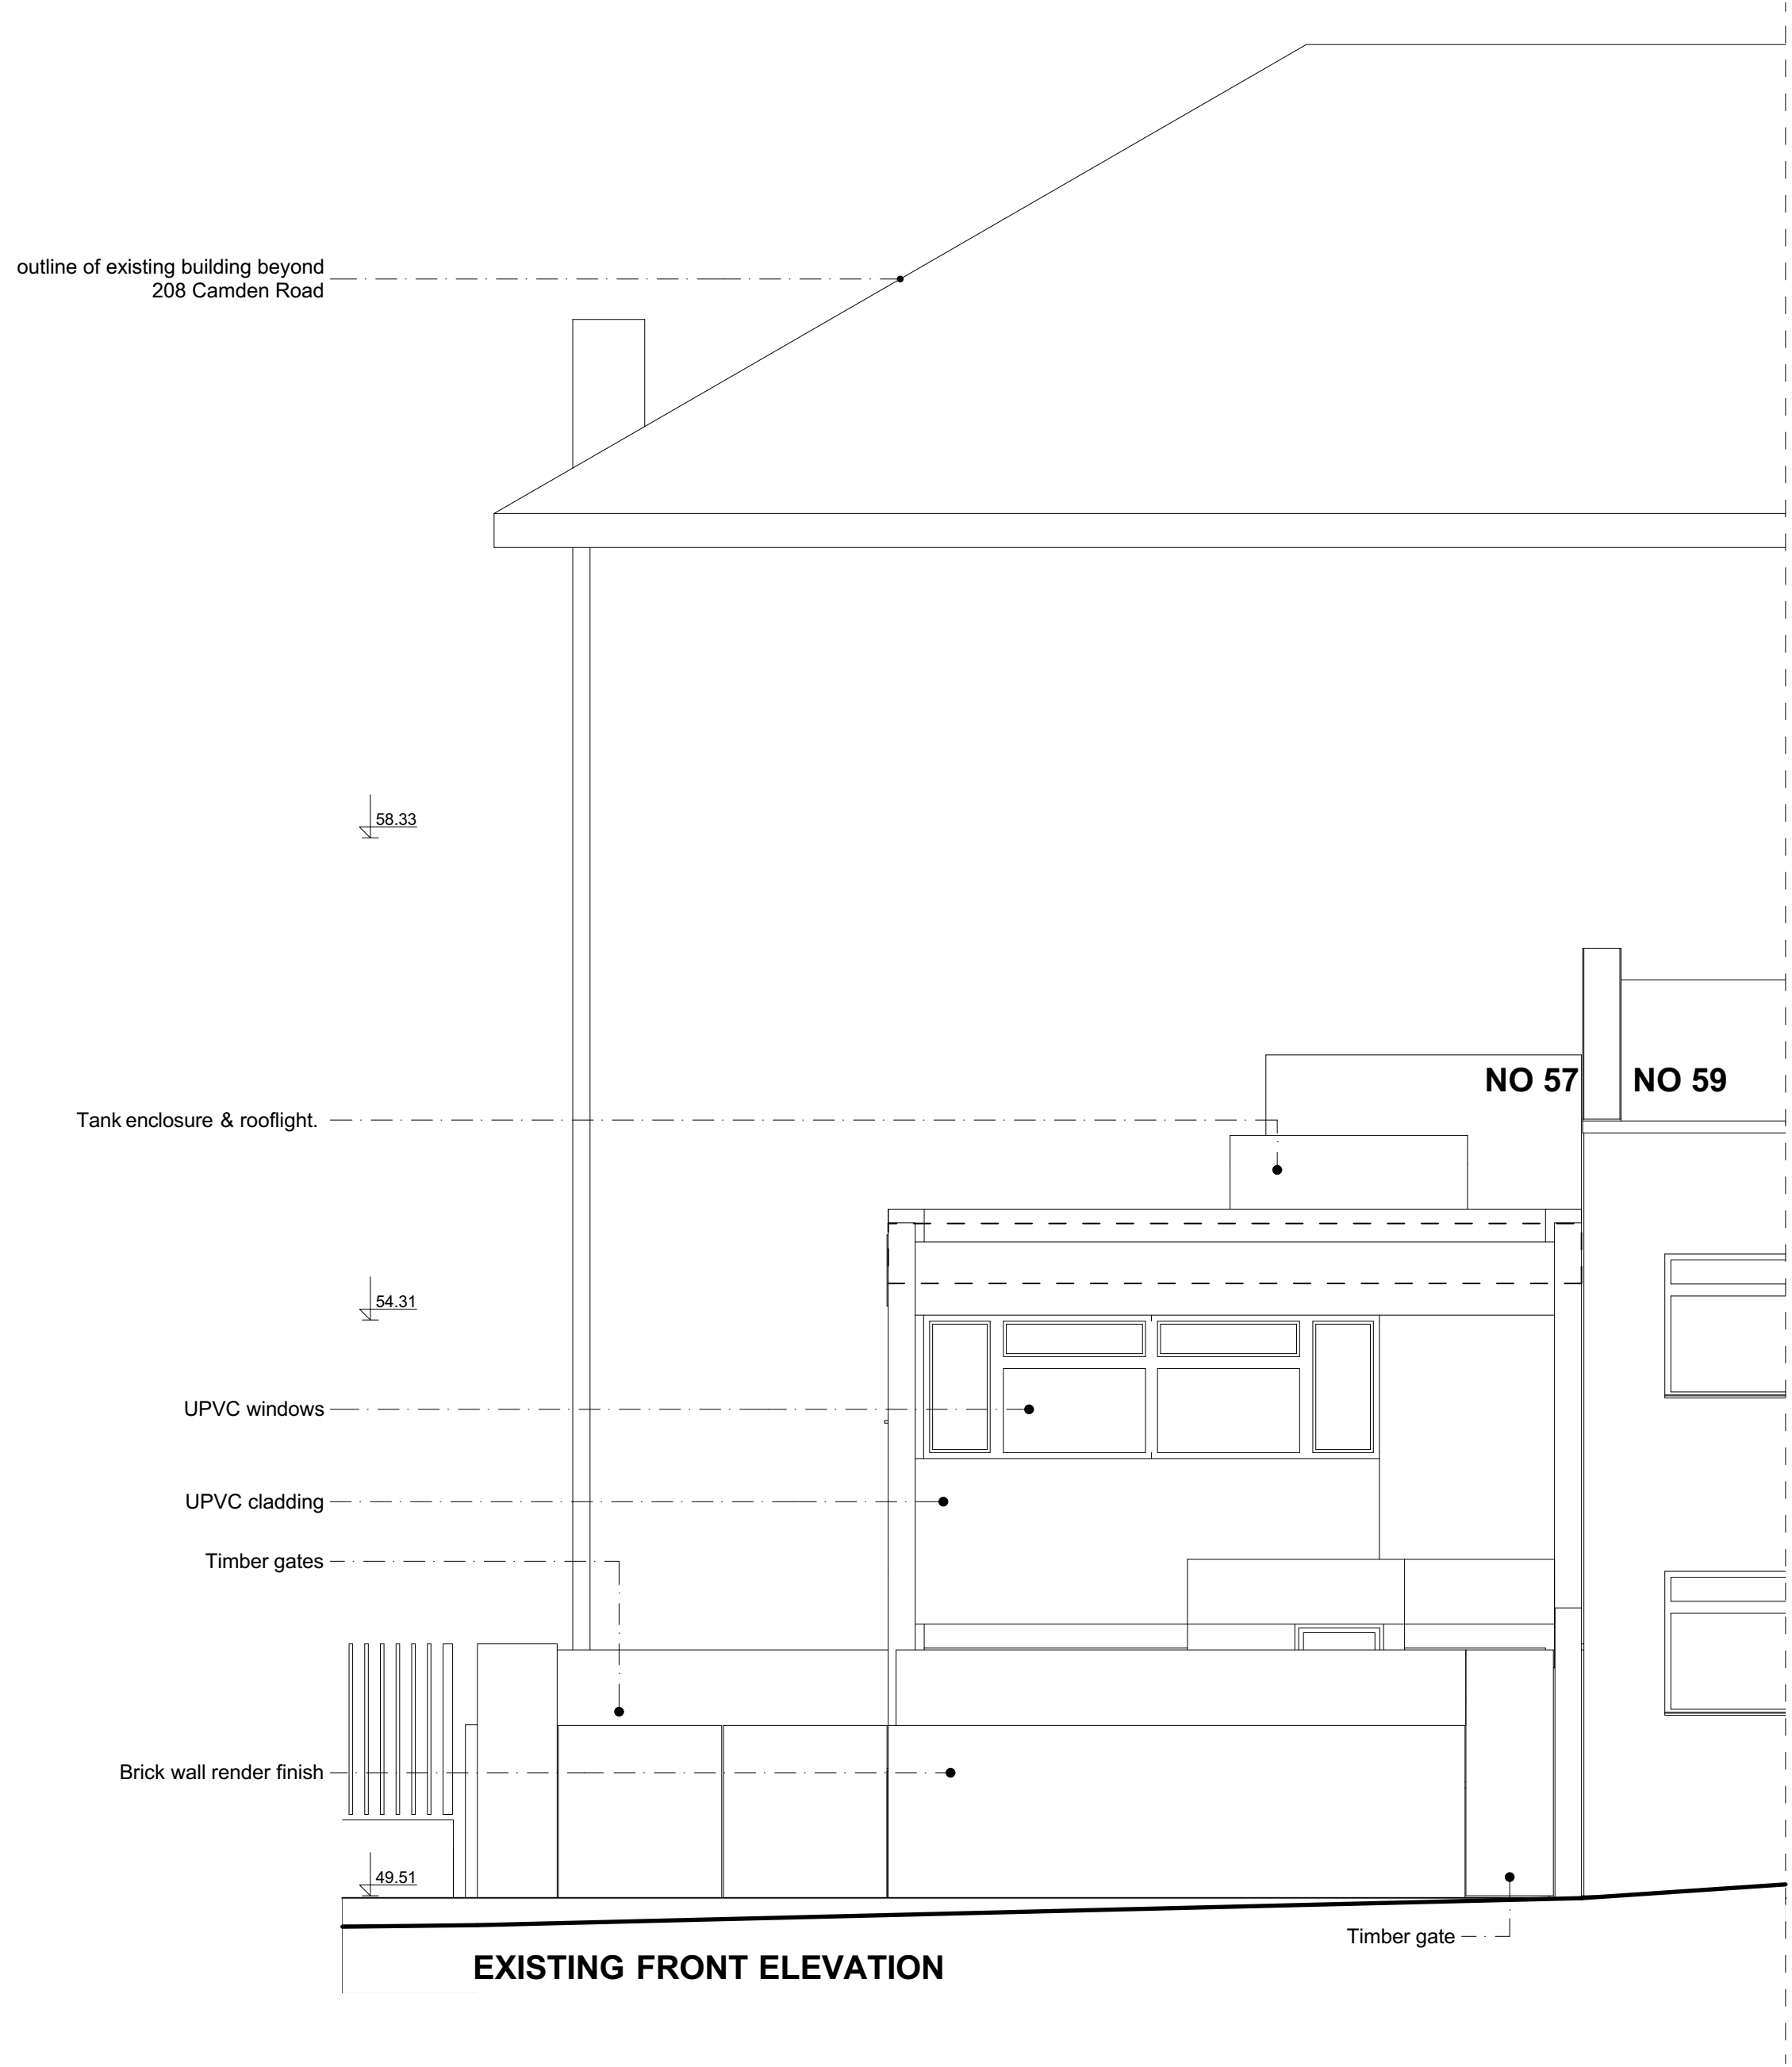 outline of existing building beyond
208 Camden Road
58.33
NO 57
NO 59
Tank enclosure & rooflight.
54.31
UPVC windows
UPVC cladding
Timber gates
Brick wall render finish
49.51
Timber gate
EXISTING FRONT ELEVATION